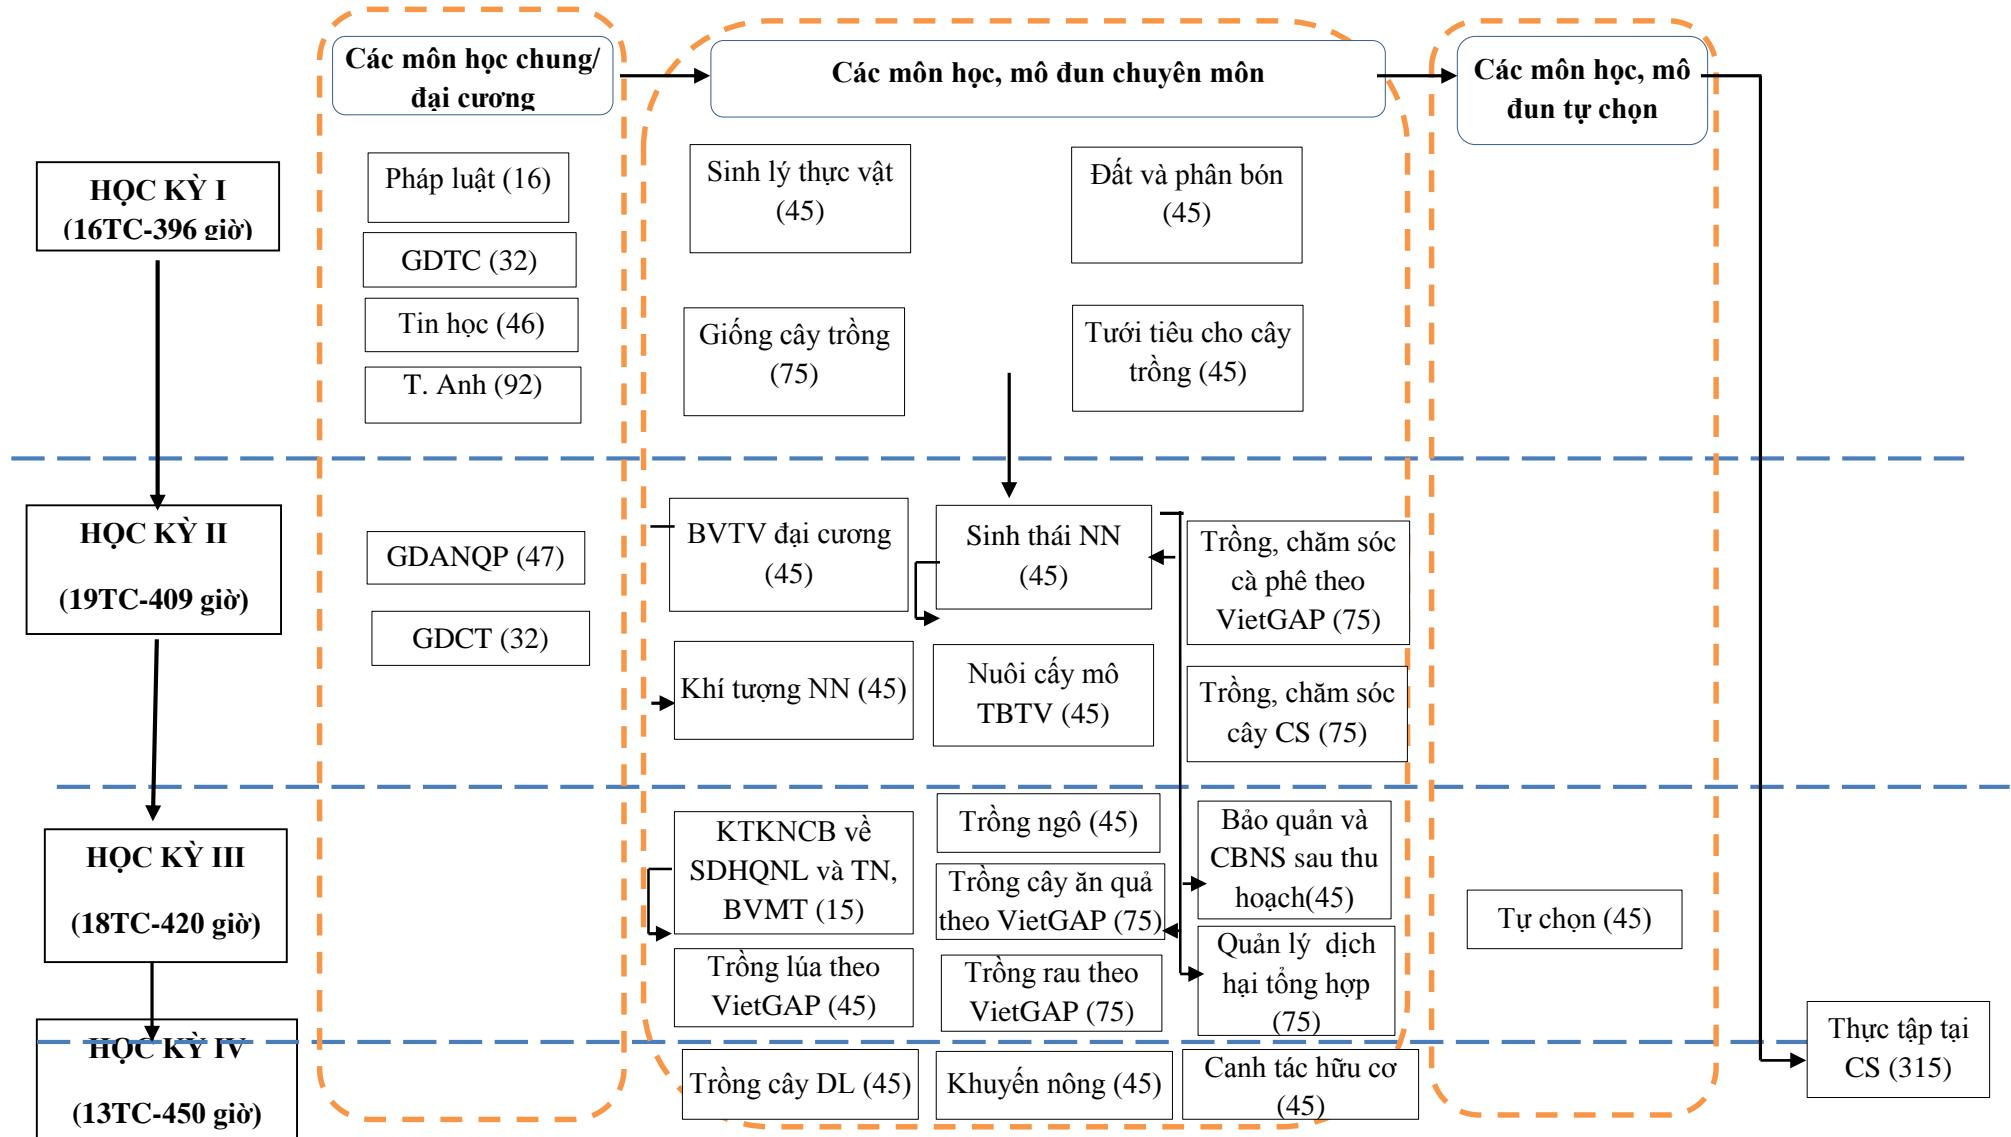 Các môn học chung/
đại cương
Các môn học, mô đun chuyên môn
Các môn học, mô
đun tự chọn
HỌC KỲ I
(16TC-396 giờ)
Pháp luật (16)
GDTC (32)
Tin học (46)
T. Anh (92)
Sinh lý thực vật
(45)
Đất và phân bón
(45)
Giống cây trồng
(75)
Tưới tiêu cho cây
trồng (45)
HỌC KỲ II
(19TC-409 giờ)
GDANQP (47)
GDCT (32)
BVTV đại cương
(45)
Sinh thái NN
(45)
Trồng, chăm sóc
cà phê theo
VietGAP (75)
Khí tượng NN (45)
Nuôi cấy mô
TBTV (45)
Trồng, chăm sóc
cây CS (75)
HỌC KỲ III
(18TC-420 giờ)
KTKNCB về
SDHQNL và TN,
BVMT (15)
Trồng ngô (45)
Trồng cây ăn quả
theo VietGAP (75)
Bảo quản và
CBNS sau thu
hoạch(45)
Tự chọn (45)
Trồng lúa theo
VietGAP (45)
Trồng rau theo
VietGAP (75)
Quản lý dịch
hại tổng hợp
(75)
HỌC KỲ IV
(13TC-450 giờ)
Trồng cây DL (45)
Khuyến nông (45)
Canh tác hữu cơ
(45)
Thực tập tại
CS (315)